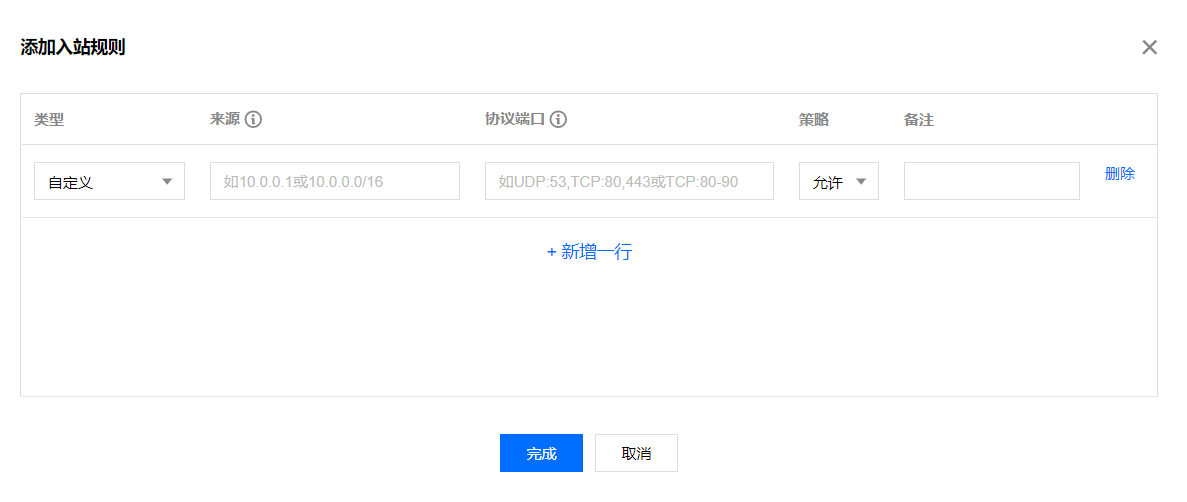 添加入站规则
类型 来源 协议端口 策略 备注
自定义 如10.0.0.1或10.0.0.0/16 如UDP:53,TCP:80,443或TCP:80-90 允许 删除
+ 新增一行
完成 取消